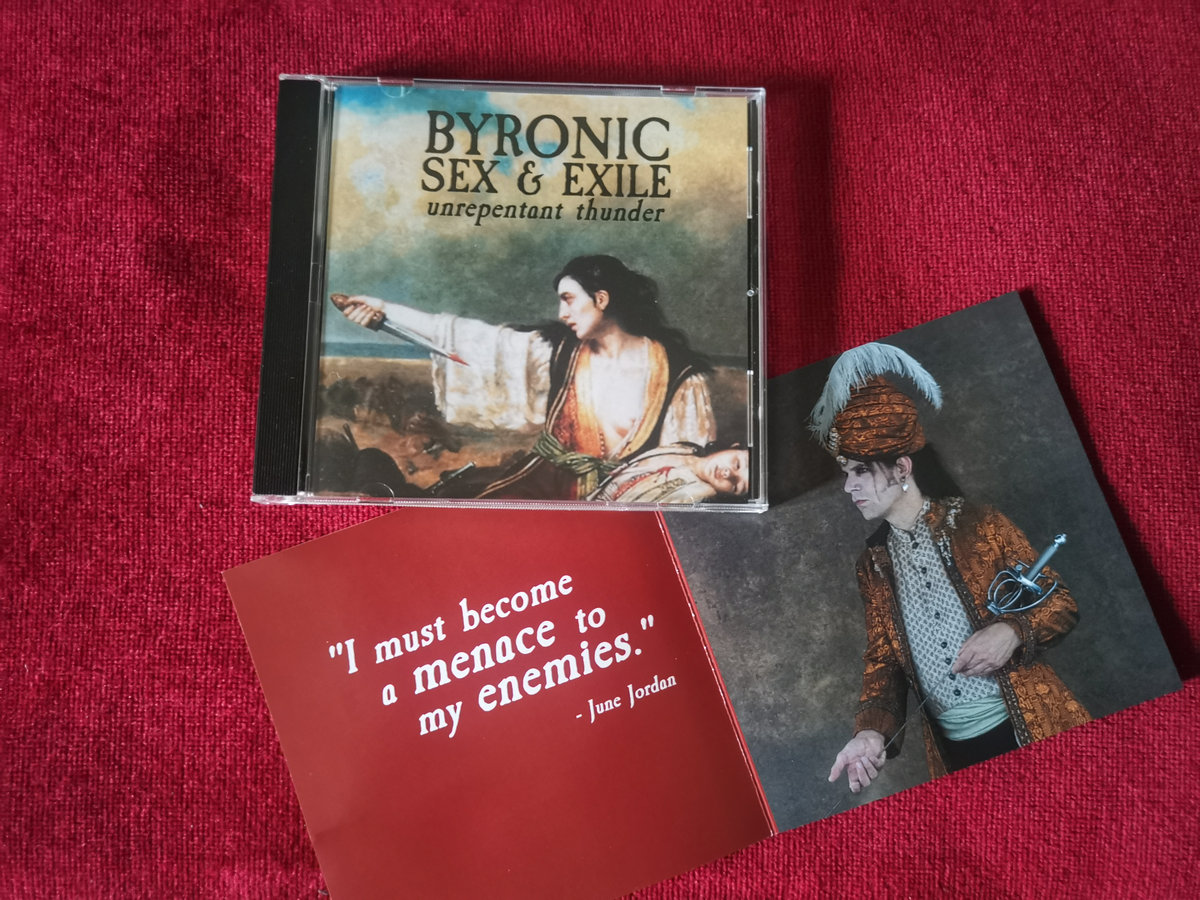 BYRONIC
SEX & EXILE
unrepentant thunder
"I must become
a menace to
my enemies."
- June Jordan